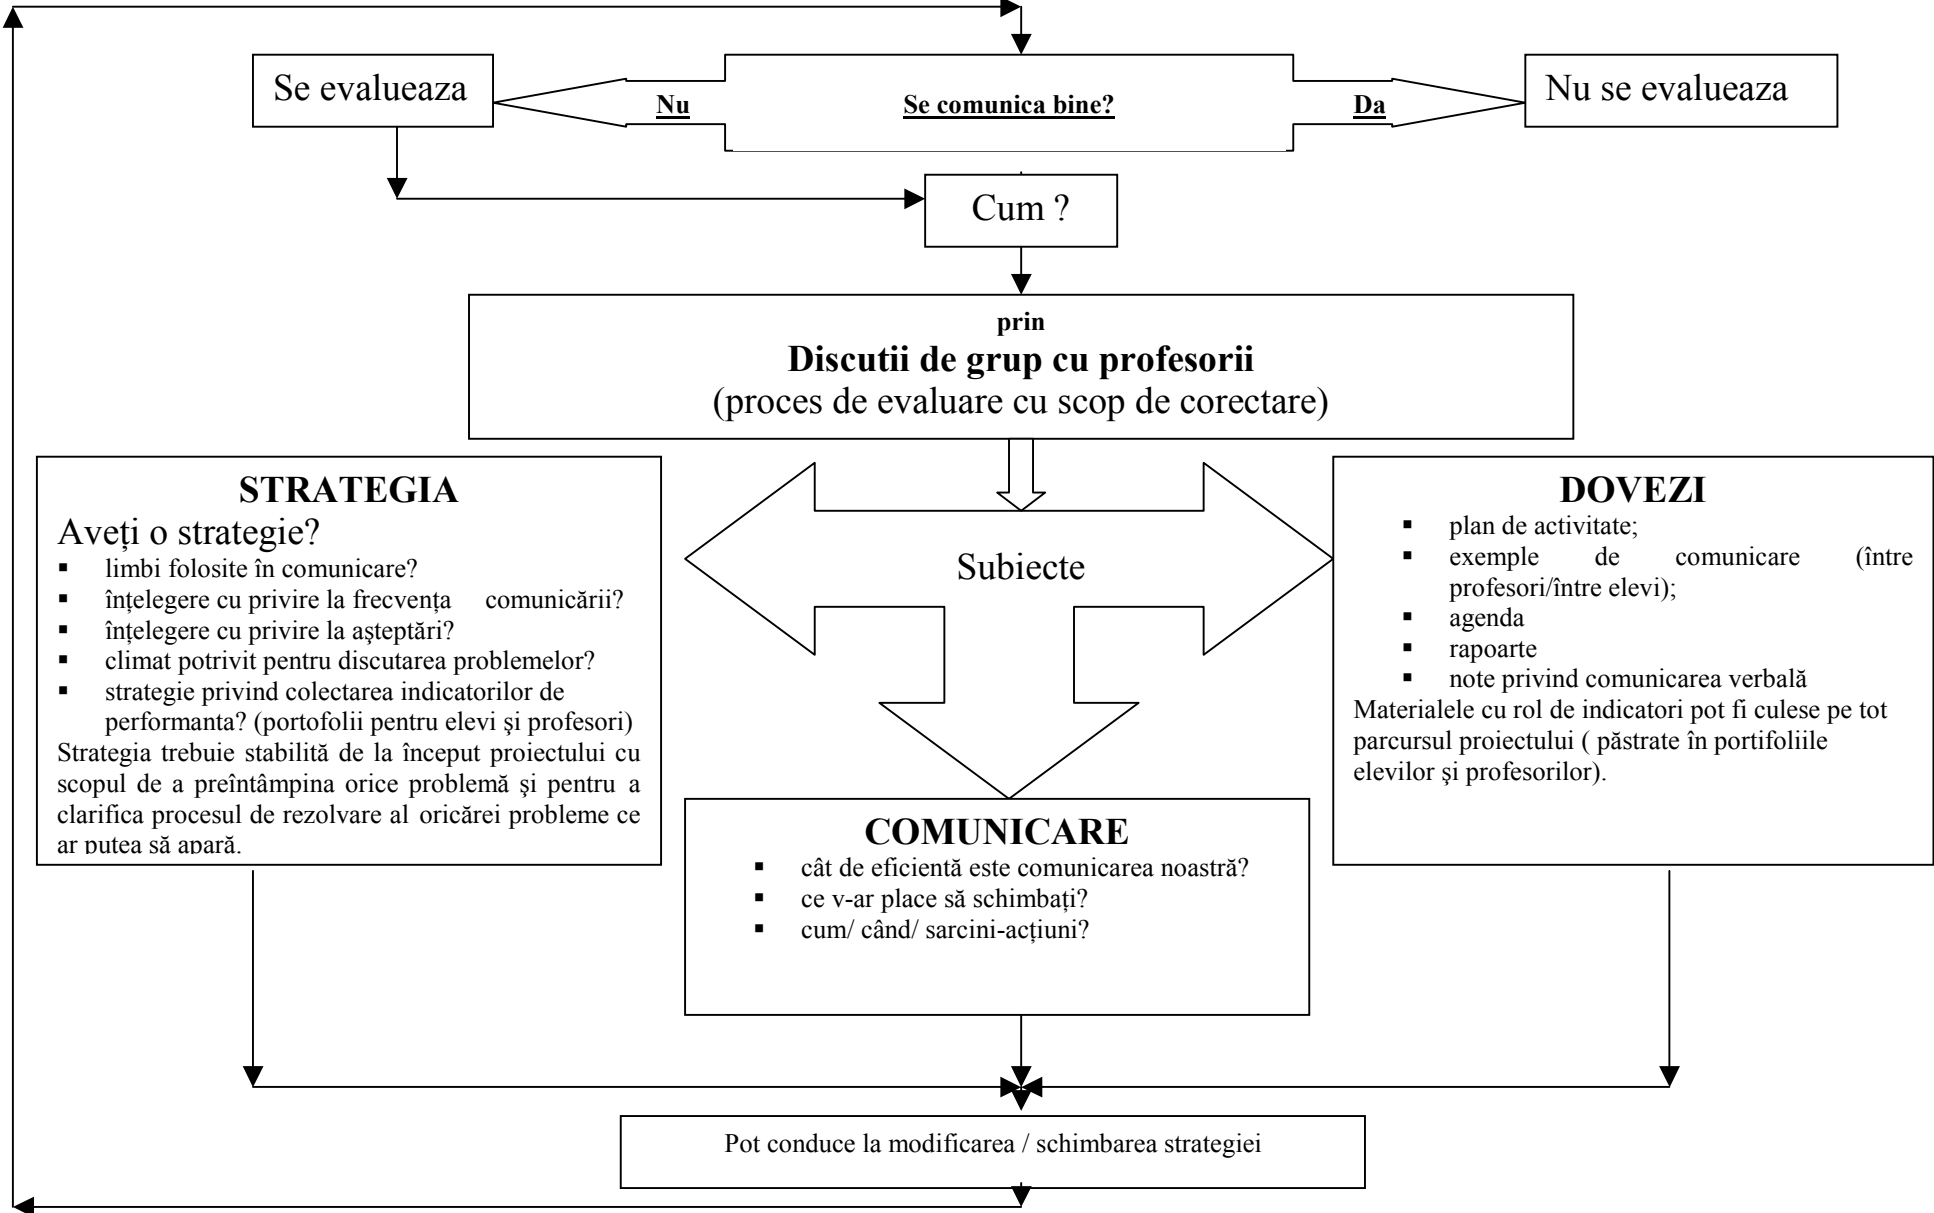 Se evalueaza
Nu
Se comunica bine?
Da
Nu se evalueaza
Cum ?
prin
Discutii de grup cu profesorii
(proces de evaluare cu scop de corectare)
STRATEGIA
Aveți o strategie?
▪ limbi folosite în comunicare?
▪ înțelegere cu privire la frecvența comunicării?
▪ înțelegere cu privire la aşteptări?
▪ climat potrivit pentru discutarea problemelor?
▪ strategie privind colectarea indicatorilor de
performanta? (portofolii pentru elevi şi profesori)
Strategia trebuie stabilită de la început proiectului cu
scopul de a preîntâmpina orice problemă şi pentru a
clarifica procesul de rezolvare al oricărei probleme ce
ar putea să apară.
Subiecte
DOVEZI
▪ plan de activitate;
▪ exemple de comunicare (între
profesori/între elevi);
▪ agenda
▪ rapoarte
▪ note privind comunicarea verbală
Materialele cu rol de indicatori pot fi culese pe tot
parcursul proiectului ( păstrate în portifoliile
elevilor şi profesorilor).
COMUNICARE
▪ cât de eficientă este comunicarea noastră?
▪ ce v-ar place să schimbați?
▪ cum/ când/ sarcini-acțiuni?
Pot conduce la modificarea / schimbarea strategiei